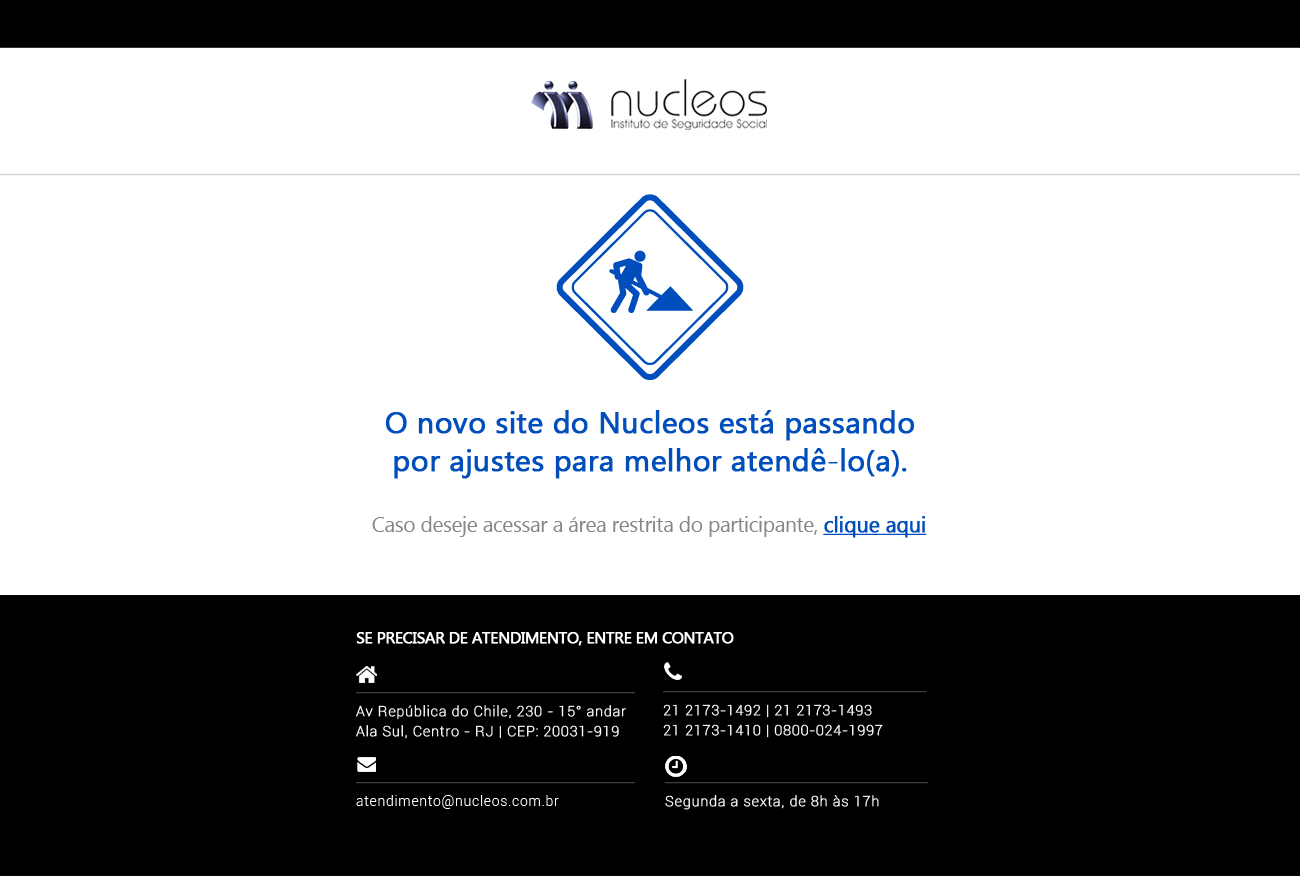 nucleos
Instituto de Seguridade Social
O novo site do Nucleos está passando
por ajustes para melhor atendê-lo(a).
Caso deseje acessar a área restrita do participante, clique aqui
SE PRECISAR DE ATENDIMENTO, ENTRE EM CONTATO
Av República do Chile, 230 - 15° andar
Ala Sul, Centro - RJ | CEP: 20031-919
21 2173-1492 | 21 2173-1493
21 2173-1410 | 0800-024-1997
atendimento@nucleos.com.br
Segunda a sexta, de 8h às 17h